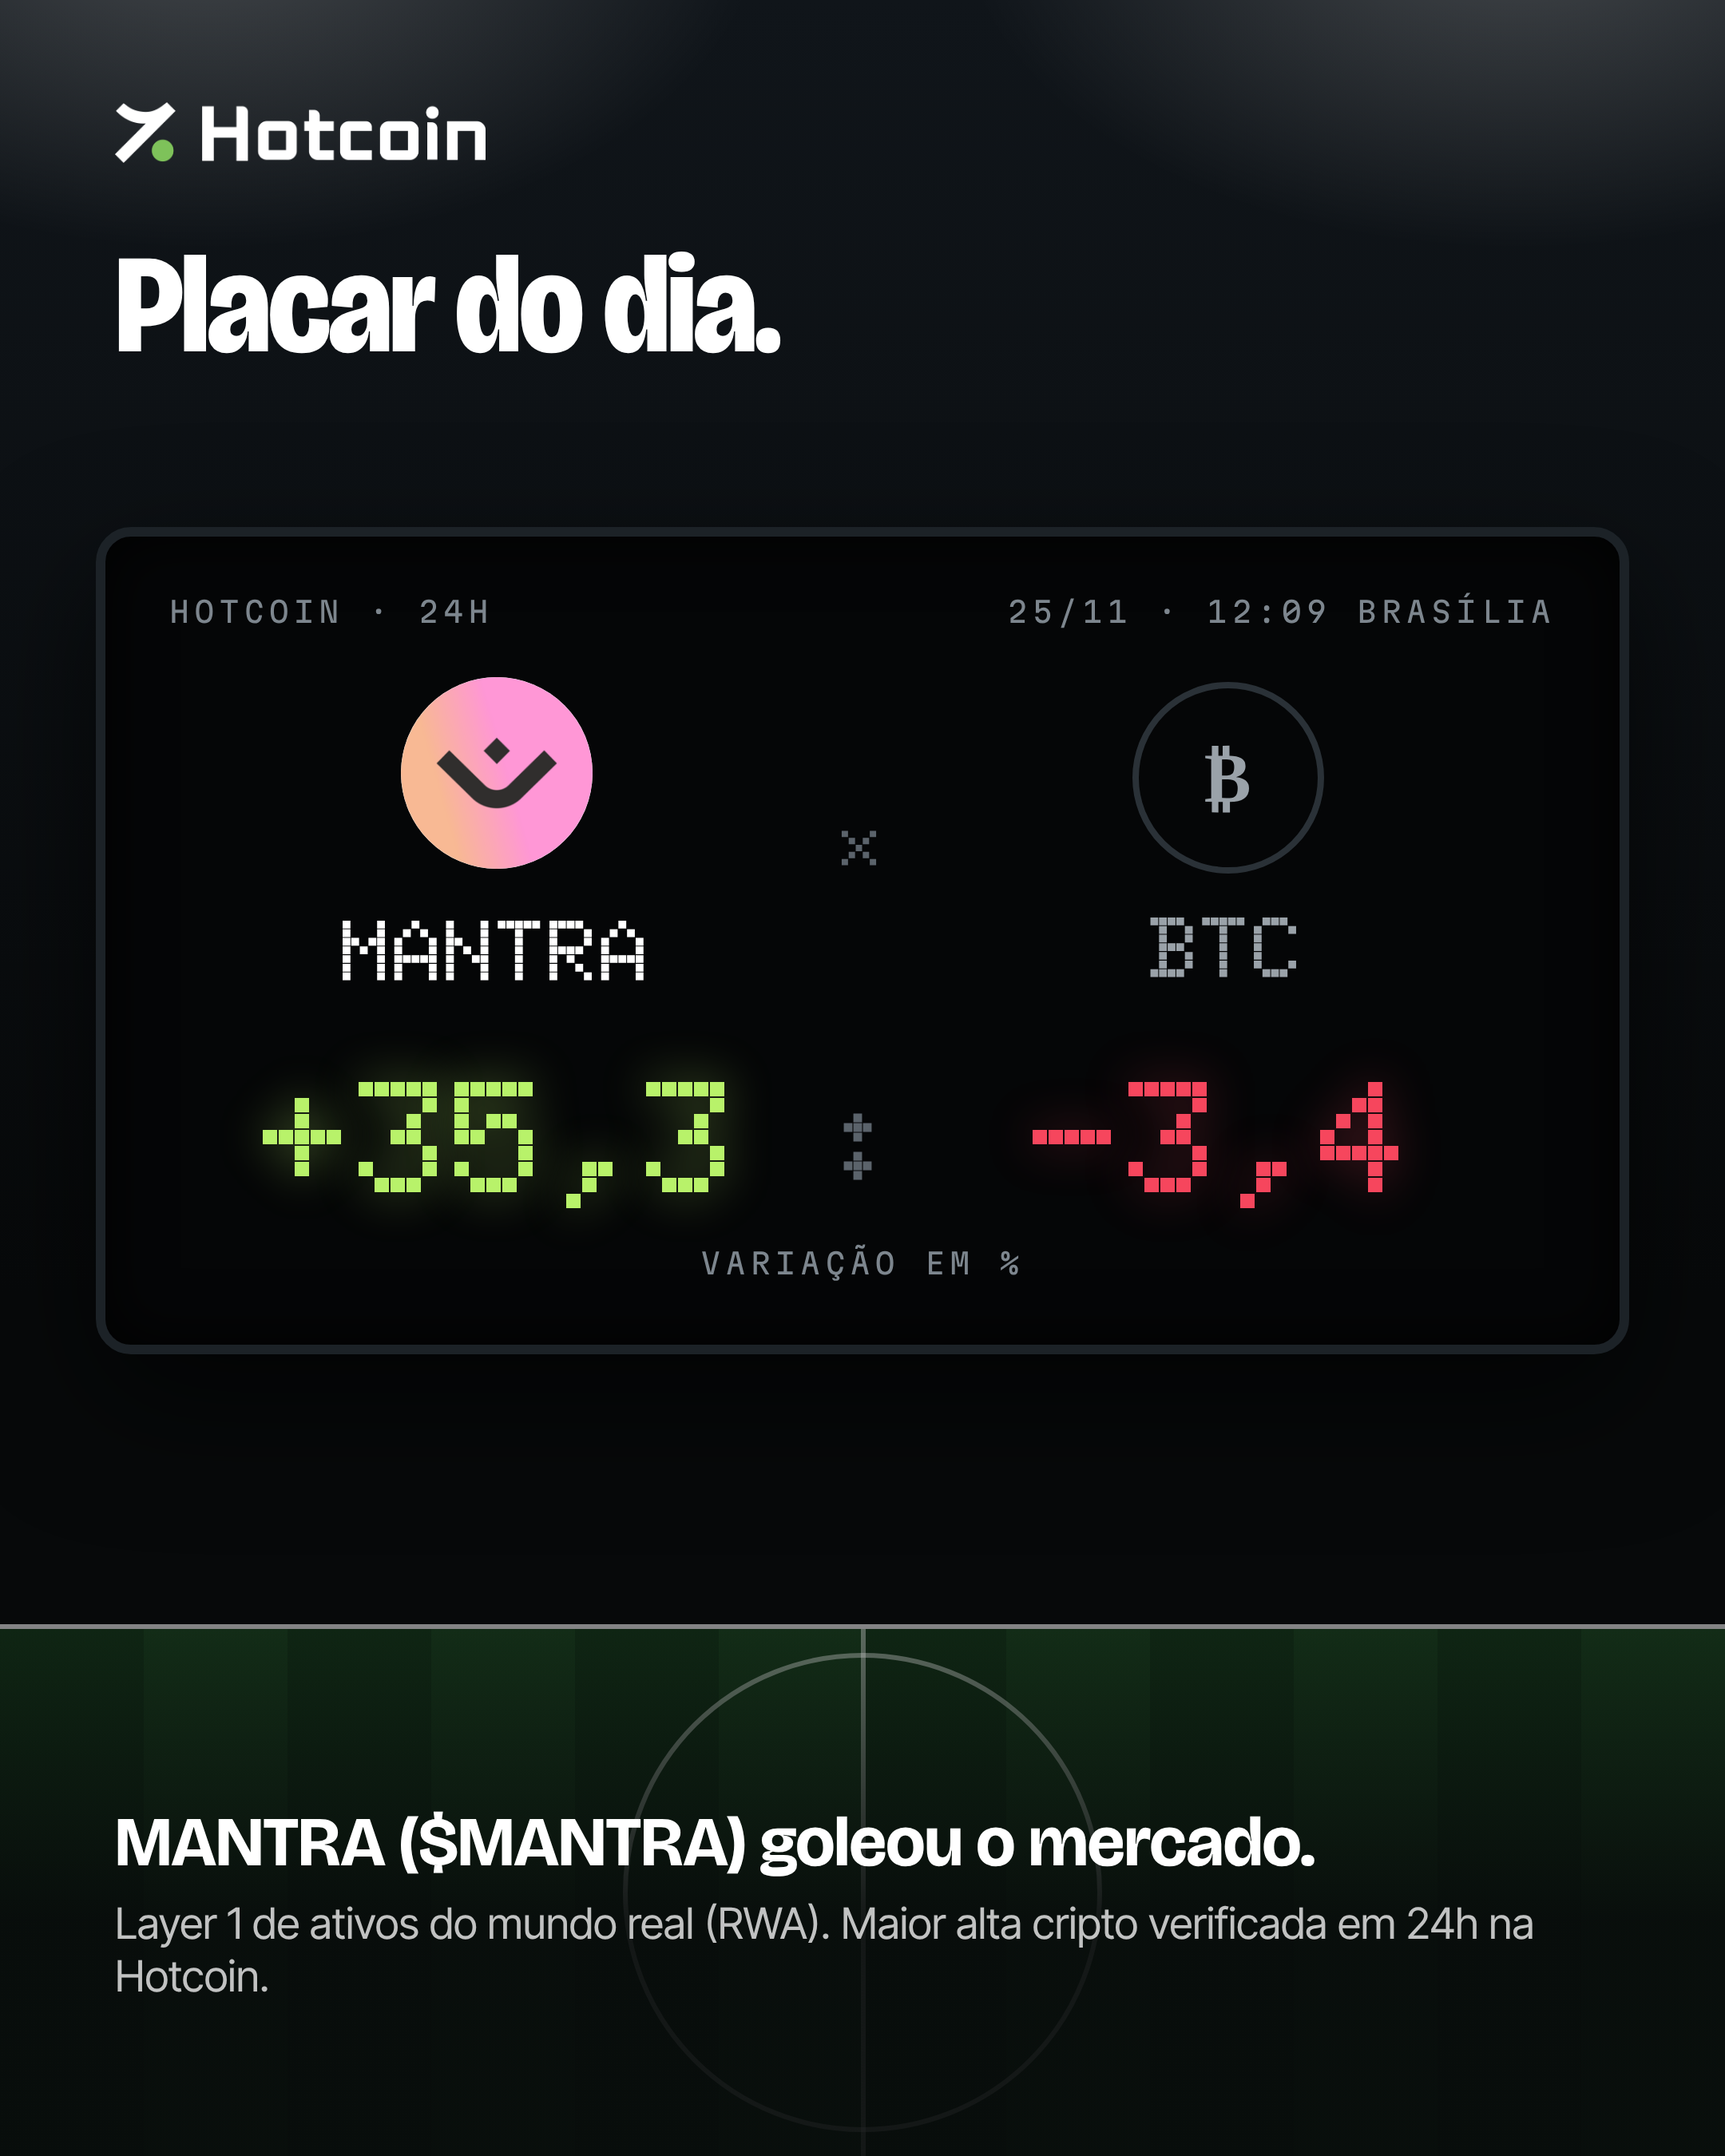 Hotcoin
Placar do dia.
HOTCOIN · 24H
25/11 · 12:09 BRASÍLIA
₿
×
MANTRA
BTC
+35,3 : -3,4
VARIAÇÃO EM %
MANTRA ($MANTRA) goleou o mercado.
Layer 1 de ativos do mundo real (RWA). Maior alta cripto verificada em 24h na
Hotcoin.